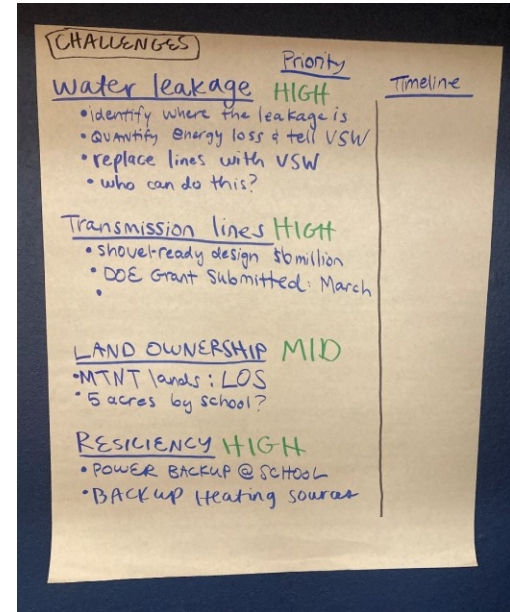 CHALLENGES
Priority
Timeline
Water leakage HIGH
• identify where the leakage is
• QUANTIFY energy loss & tell VSW
• replace lines with VSW
• who can do this?
Transmission lines HIGH
• shovel-ready design $6million
• DOE Grant Submitted: March
•
LAND OWNERSHIP MID
• MTNT lands: LOS
• 5 acres by school?
RESILIENCY HIGH
• POWER BACKUP @ SCHOOL
• BACKUP Heating sources